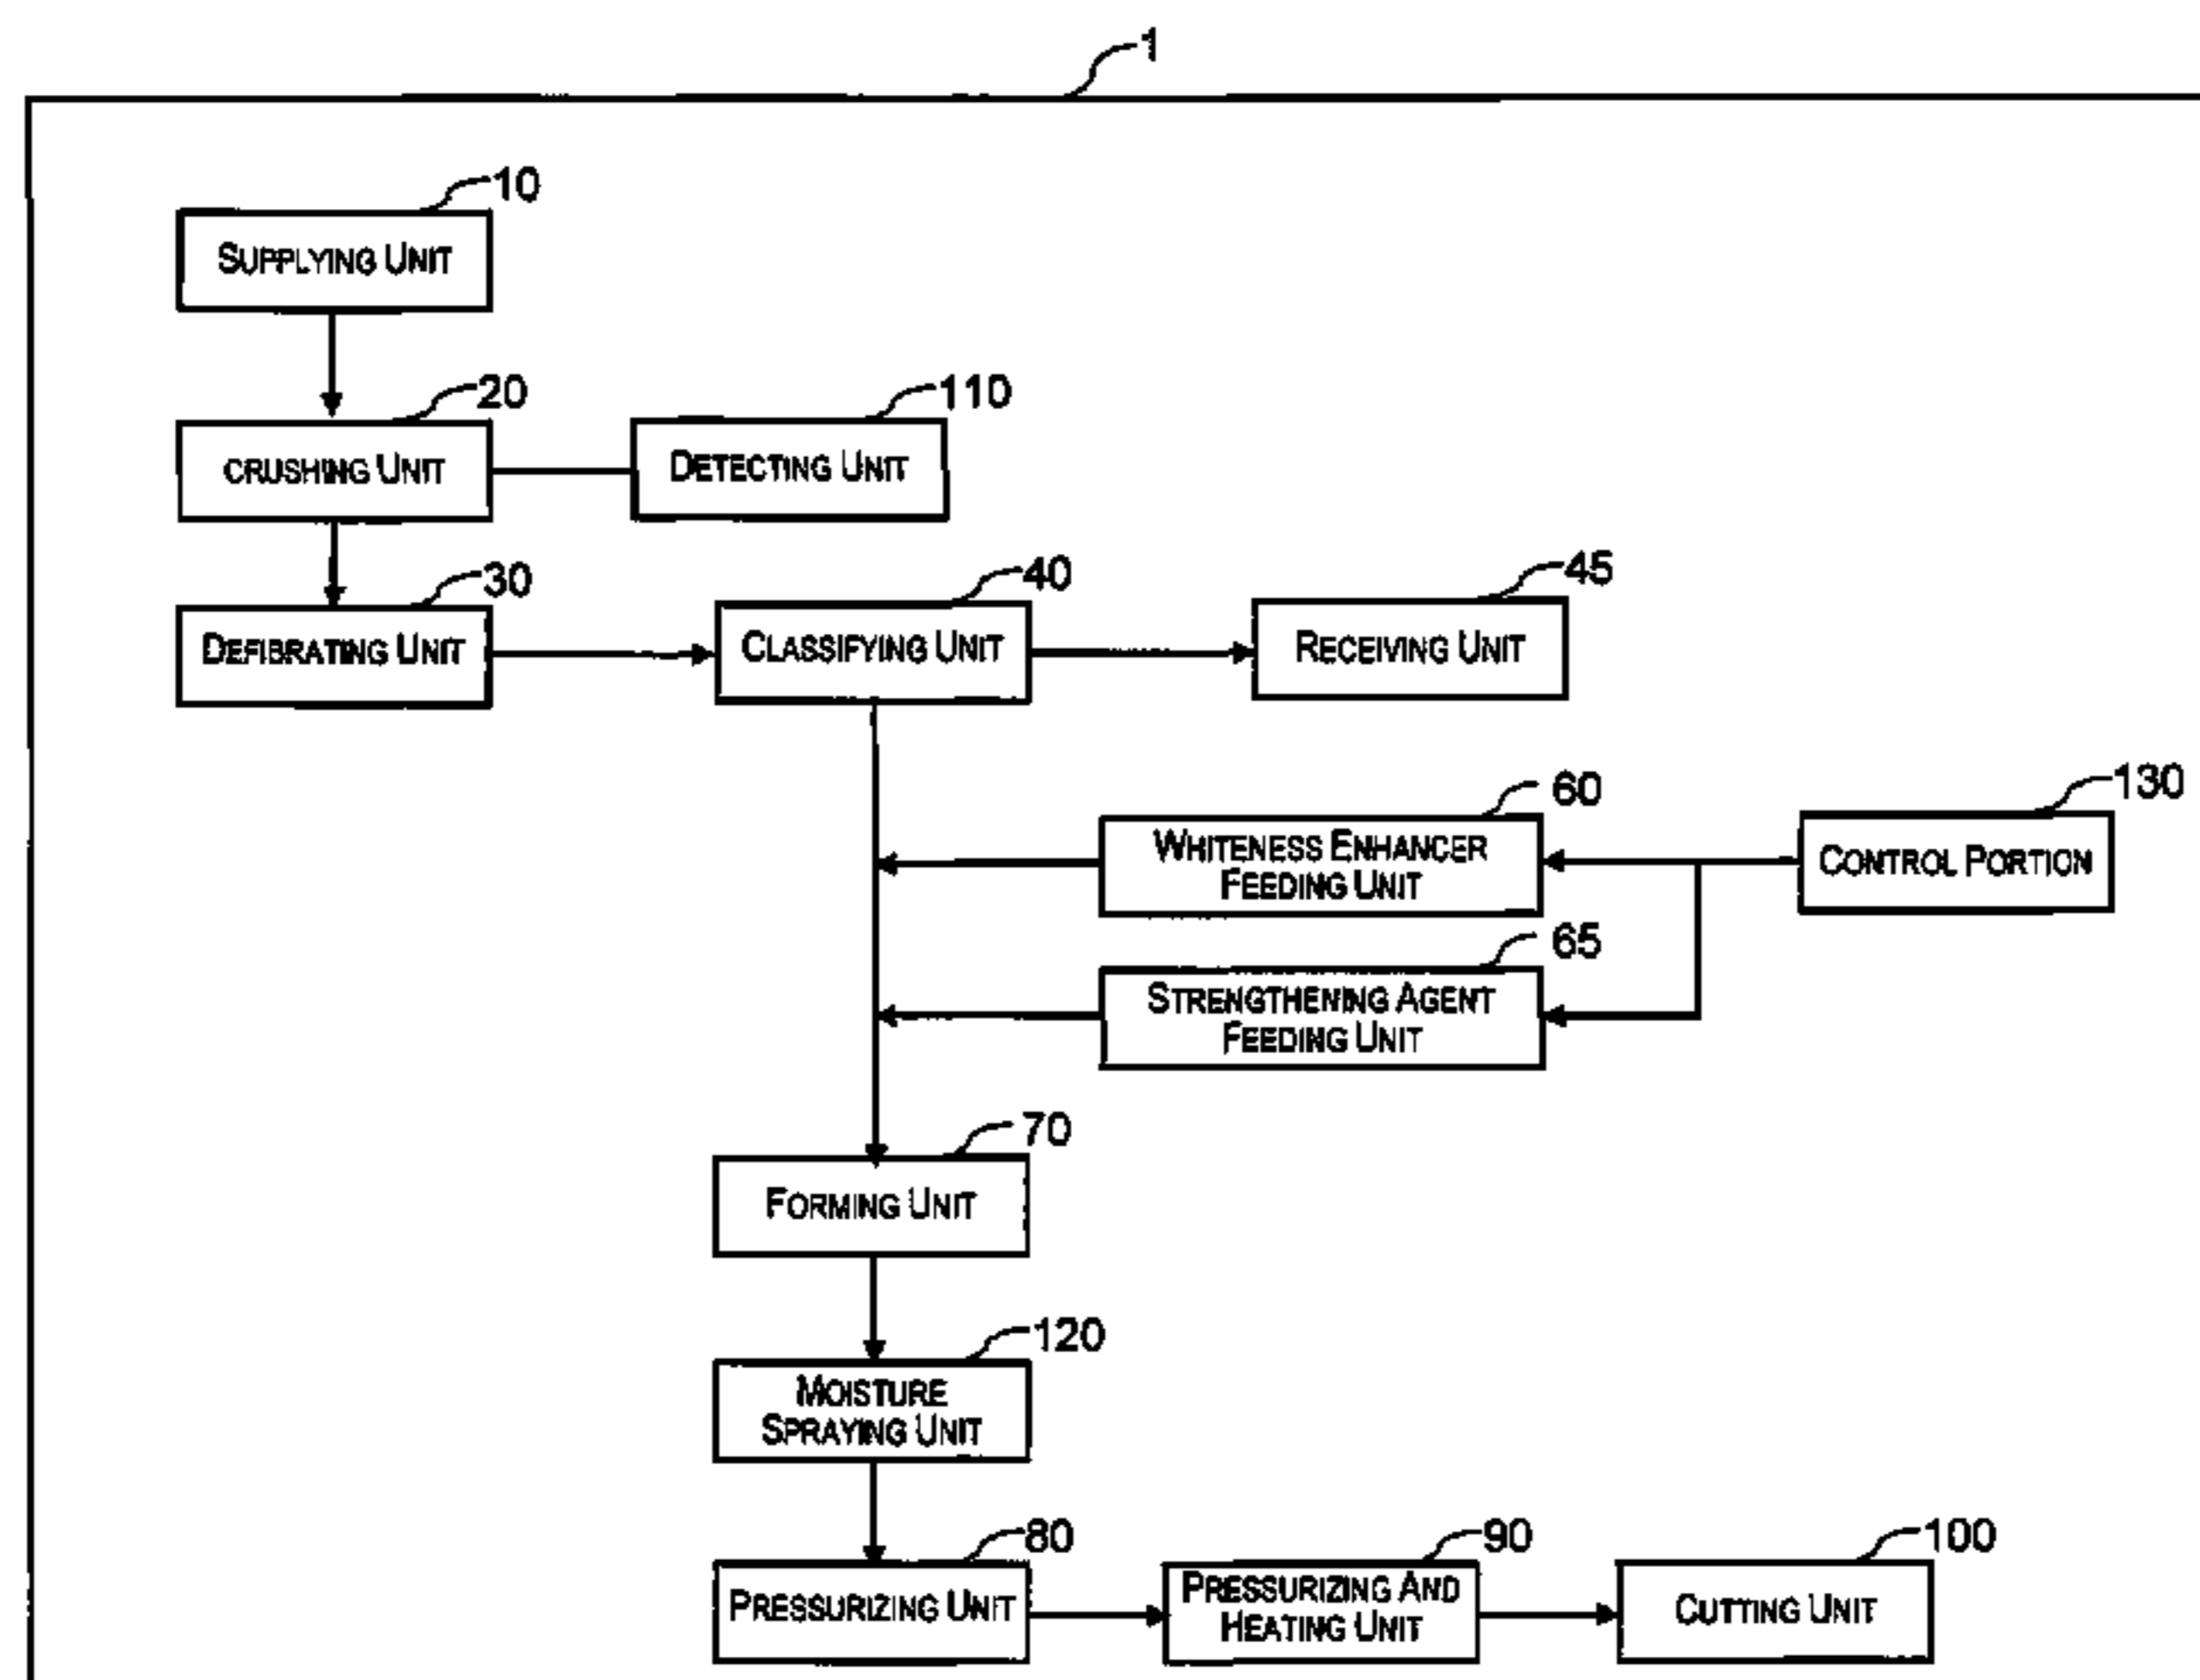 1
10
SUPPLYING UNIT
20
110
CRUSHING UNIT
DETECTING UNIT
30
40
45
DEFIBRATING UNIT
CLASSIFYING UNIT
RECEIVING UNIT
60
130
WHITENESS ENHANCER
FEEDING UNIT
CONTROL PORTION
65
STRENGTHENING AGENT
FEEDING UNIT
70
FORMING UNIT
120
MOISTURE
SPRAYING UNIT
80
90
100
PRESSURIZING UNIT
PRESSURIZING AND
HEATING UNIT
CUTTING UNIT